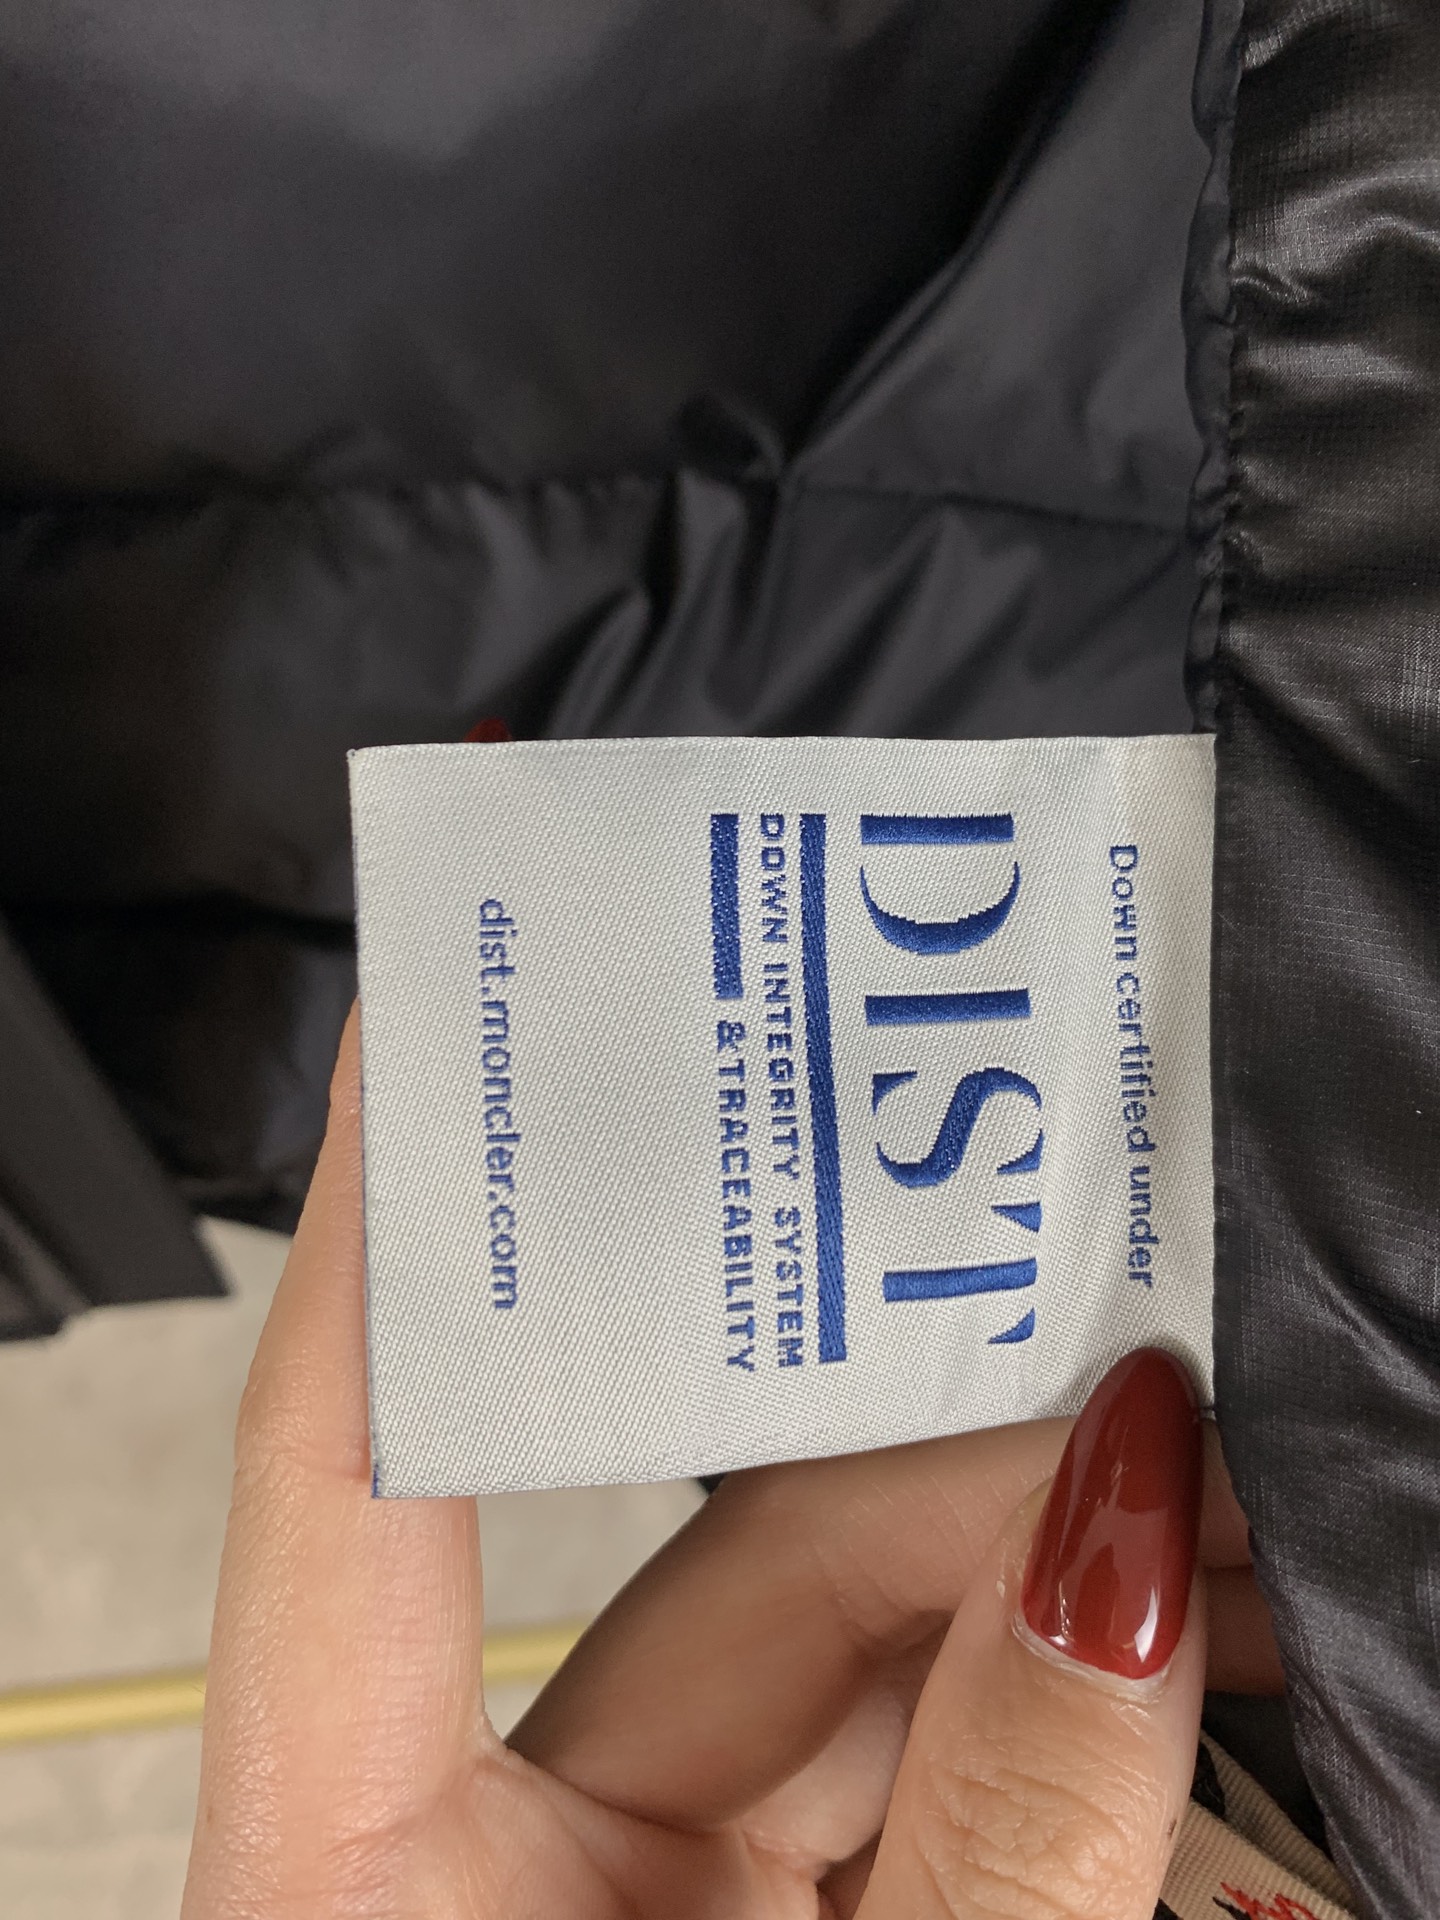 Down certified under
DIST
DOWN INTEGRITY SYSTEM
& TRACEABILITY
dist.moncler.com